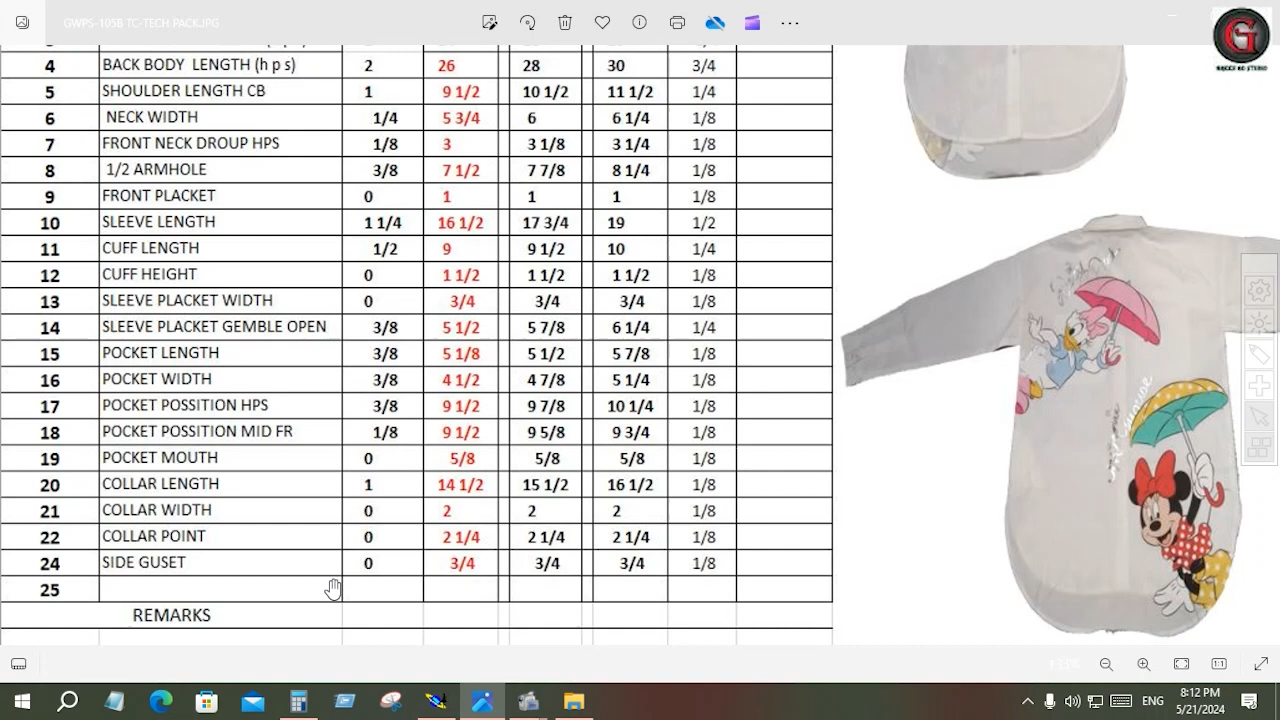 GWPS-105B TC-TECH PACK.JPG
4 BACK BODY LENGTH (h p s) 2 26 28 30 3/4
5 SHOULDER LENGTH CB 1 9 1/2 10 1/2 11 1/2 1/4
6 NECK WIDTH 1/4 5 3/4 6 6 1/4 1/8
7 FRONT NECK DROUP HPS 1/8 3 3 1/8 3 1/4 1/8
8 1/2 ARMHOLE 3/8 7 1/2 7 7/8 8 1/4 1/8
9 FRONT PLACKET 0 1 1 1 1/8
10 SLEEVE LENGTH 1 1/4 16 1/2 17 3/4 19 1/2
11 CUFF LENGTH 1/2 9 9 1/2 10 1/4
12 CUFF HEIGHT 0 1 1/2 1 1/2 1 1/2 1/8
13 SLEEVE PLACKET WIDTH 0 3/4 3/4 3/4 1/8
14 SLEEVE PLACKET GEMBLE OPEN 3/8 5 1/2 5 7/8 6 1/4 1/4
15 POCKET LENGTH 3/8 5 1/8 5 1/2 5 7/8 1/8
16 POCKET WIDTH 3/8 4 1/2 4 7/8 5 1/4 1/8
17 POCKET POSSITION HPS 3/8 9 1/2 9 7/8 10 1/4 1/8
18 POCKET POSSITION MID FR 1/8 9 1/2 9 5/8 9 3/4 1/8
19 POCKET MOUTH 0 5/8 5/8 5/8 1/8
20 COLLAR LENGTH 1 14 1/2 15 1/2 16 1/2 1/8
21 COLLAR WIDTH 0 2 2 2 1/8
22 COLLAR POINT 0 2 1/4 2 1/4 2 1/4 1/8
24 SIDE GUSET 0 3/4 3/4 3/4 1/8
25
REMARKS
133%
ENG
8:12 PM
5/21/2024